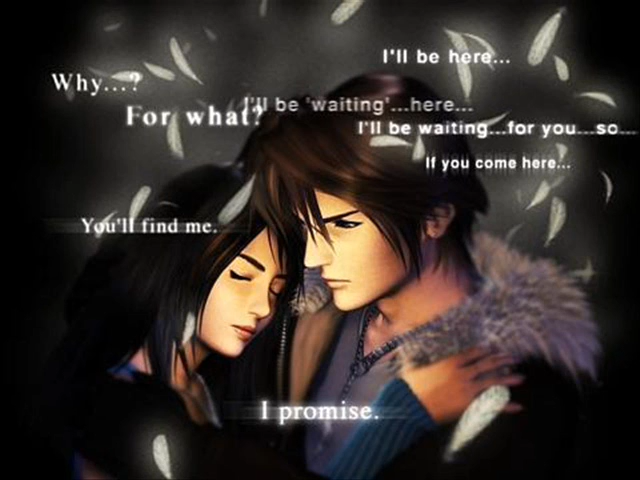 I'll be here...
Why...?
I'll be 'waiting'...here...
For what?
I'll be waiting...for you...so...
If you come here...
You'll find me.
I promise.